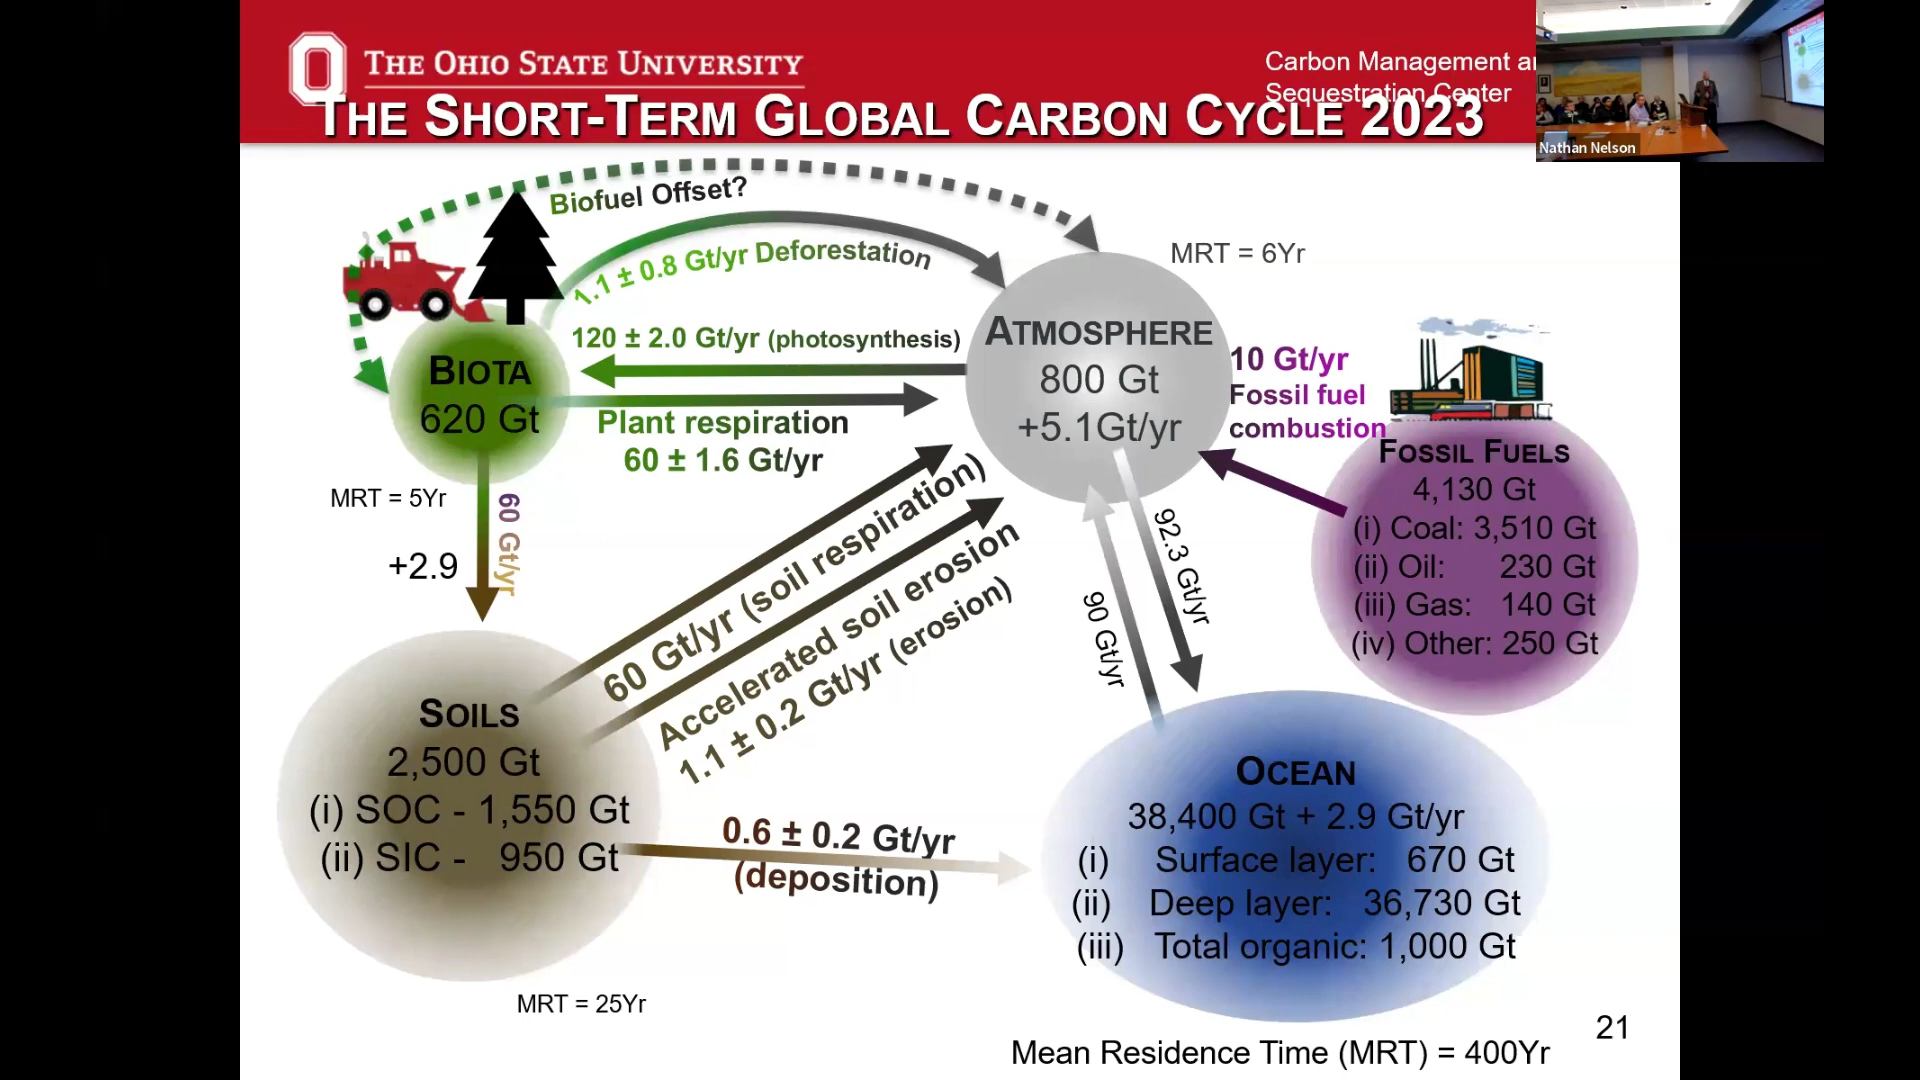 THE OHIO STATE UNIVERSITY
Carbon Management
Sequestration Center
THE SHORT-TERM GLOBAL CARBON CYCLE 2023
Nathan Nelson
Biofuel Offset?
1.1 ± 0.8 Gt/yr Deforestation
MRT = 6Yr
120 ± 2.0 Gt/yr (photosynthesis)
ATMOSPHERE
800 Gt
+5.1Gt/yr
10 Gt/yr
Fossil fuel
combustion
BIOTA
620 Gt
Plant respiration
60 ± 1.6 Gt/yr
MRT = 5Yr
60 Gt/yr
+2.9
FOSSIL FUELS
4,130 Gt
(i) Coal: 3,510 Gt
(ii) Oil: 230 Gt
(iii) Gas: 140 Gt
(iv) Other: 250 Gt
60 Gt/yr (soil respiration)
Accelerated soil erosion
1.1 ± 0.2 Gt/yr (erosion)
92.3 Gt/yr
90 Gt/yr
SOILS
2,500 Gt
(i) SOC - 1,550 Gt
(ii) SIC - 950 Gt
0.6 ± 0.2 Gt/yr
(deposition)
OCEAN
38,400 Gt + 2.9 Gt/yr
(i) Surface layer: 670 Gt
(ii) Deep layer: 36,730 Gt
(iii) Total organic: 1,000 Gt
MRT = 25Yr
21
Mean Residence Time (MRT) = 400Yr